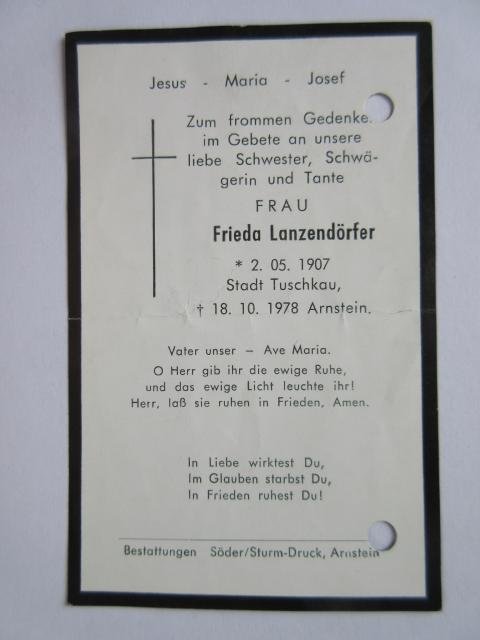 Jesus - Maria - Josef
Zum frommen Gedenke
im Gebete an unsere
liebe Schwester, Schwä-
gerin und Tante
FRAU
Frieda Lanzendörfer
* 2. 05. 1907
Stadt Tuschkau,
† 18. 10. 1978 Arnstein.
Vater unser – Ave Maria.
O Herr gib ihr die ewige Ruhe,
und das ewige Licht leuchte ihr!
Herr, laß sie ruhen in Frieden, Amen.
In Liebe wirktest Du,
Im Glauben starbst Du,
In Frieden ruhest Du!
Bestattungen Söder/Sturm-Druck, Arnstein